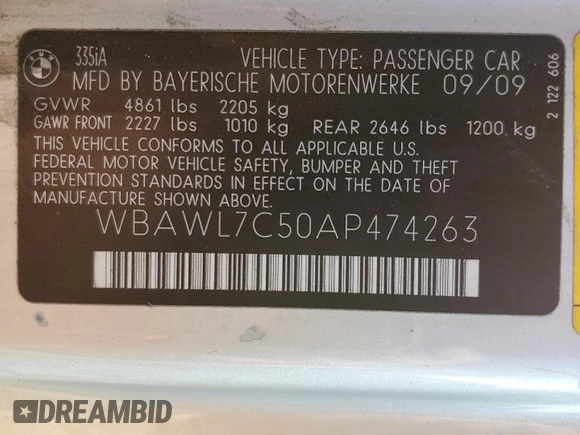 BMW
335iA VEHICLE TYPE: PASSENGER CAR
MFD BY BAYERISCHE MOTORENWERKE 09/09
GVWR 4861 lbs 2205 kg
GAWR FRONT 2227 lbs 1010 kg REAR 2646 lbs 1200 kg
THIS VEHICLE CONFORMS TO ALL APPLICABLE U.S.
FEDERAL MOTOR VEHICLE SAFETY, BUMPER AND THEFT
PREVENTION STANDARDS IN EFFECT ON THE DATE OF
MANUFACTURE SHOWN ABOVE.
WBAWL7C50AP474263
2 122 606
DREAMBID